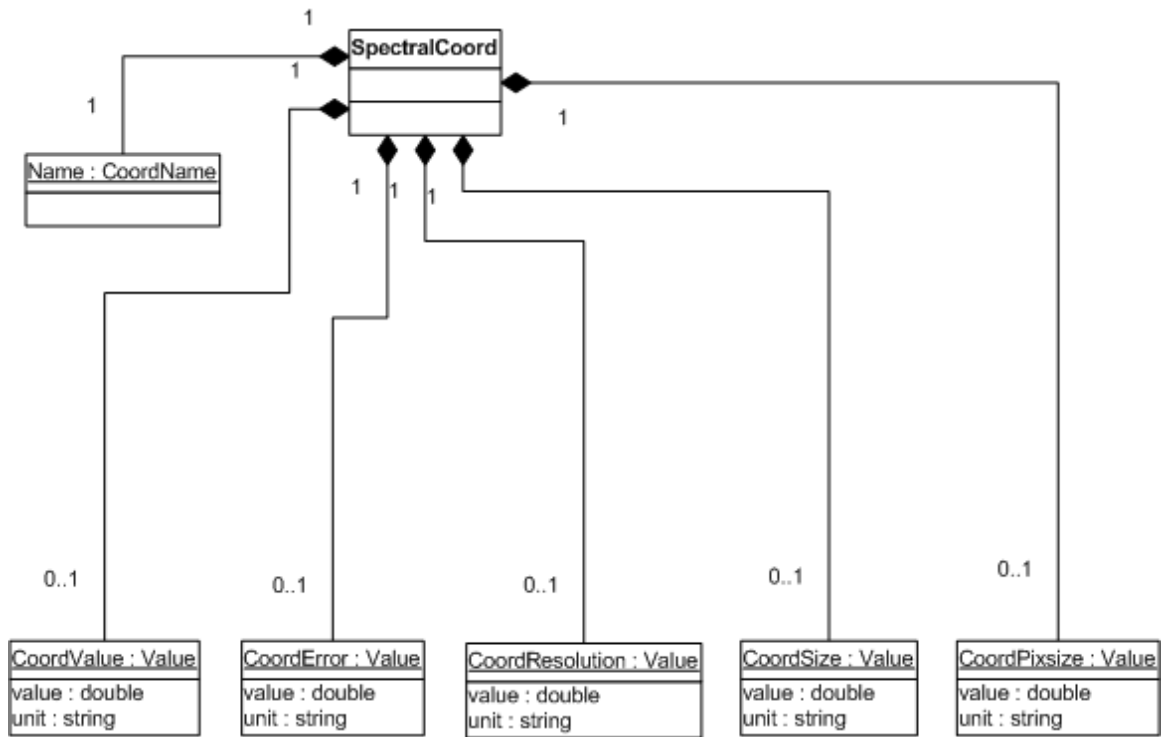 1
SpectralCoord
1
1
1
Name : CoordName
1
1
1
0..1
0..1
0..1
0..1
0..1
CoordValue : Value
value : double
unit : string
CoordError : Value
value : double
unit : string
CoordResolution : Value
value : double
unit : string
CoordSize : Value
value : double
unit : string
CoordPixsize : Value
value : double
unit : string